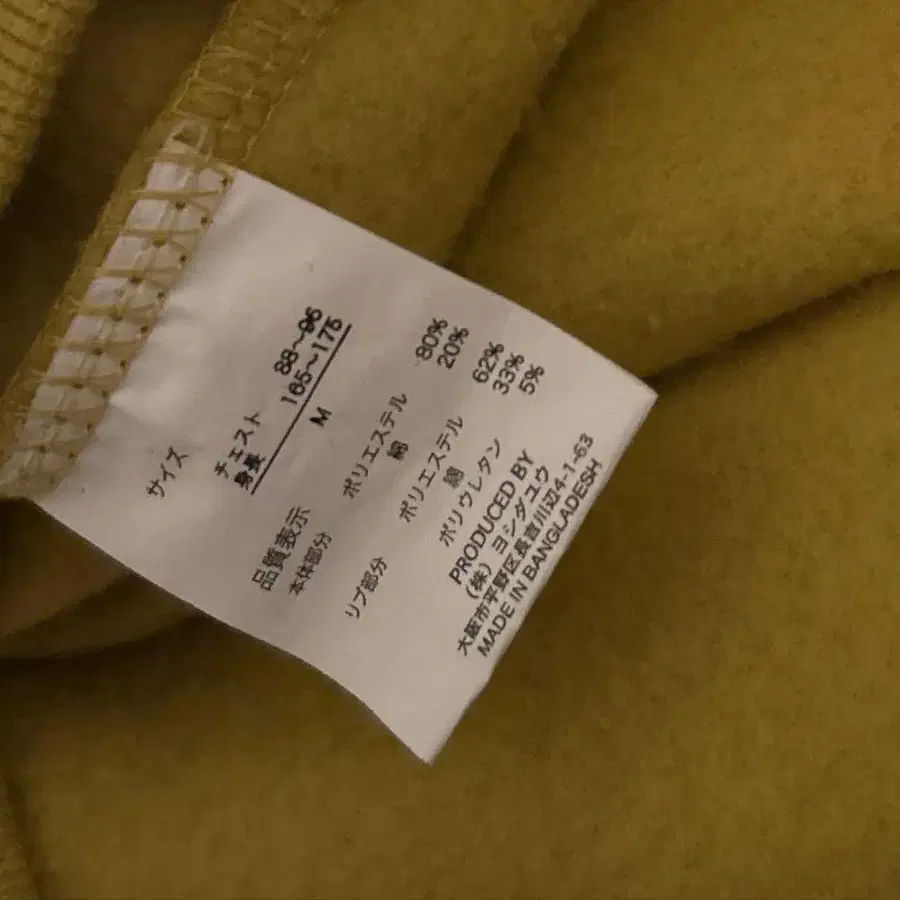 サイズ
チェスト 88～96
身長 165～175
M
品質表示
本体部分 ポリエステル 80%
綿 20%
リブ部分 ポリエステル 62%
綿 33%
ポリウレタン 5%
PRODUCED BY
(株) ヨシダユウ
大阪市平野区長吉川辺4-1-63
MADE IN BANGLADESH